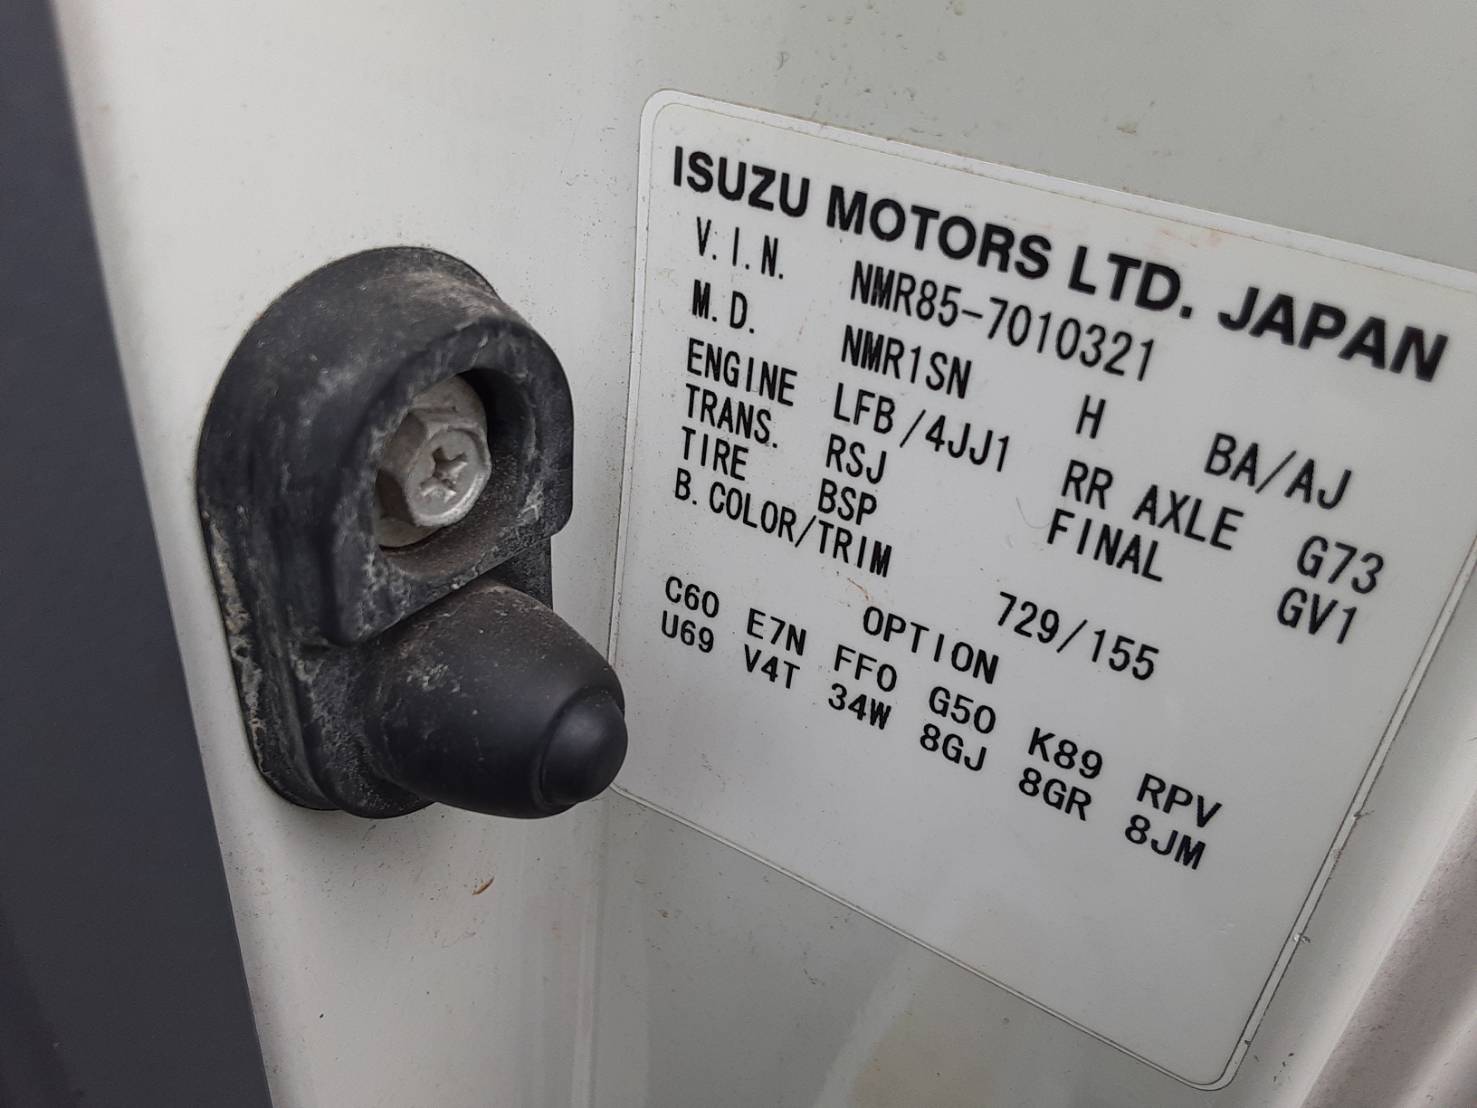 ISUZU MOTORS LTD. JAPAN
V.I.N. NMR85-7010321
M.D. NMR1SN H BA/AJ
ENGINE LFB/4JJ1 RR AXLE G73
TRANS. RSJ FINAL GV1
TIRE BSP
B.COLOR/TRIM 729/155
OPTION
C60 E7N FF0 G50 K89 RPV
U69 V4T 34W 8GJ 8GR 8JM